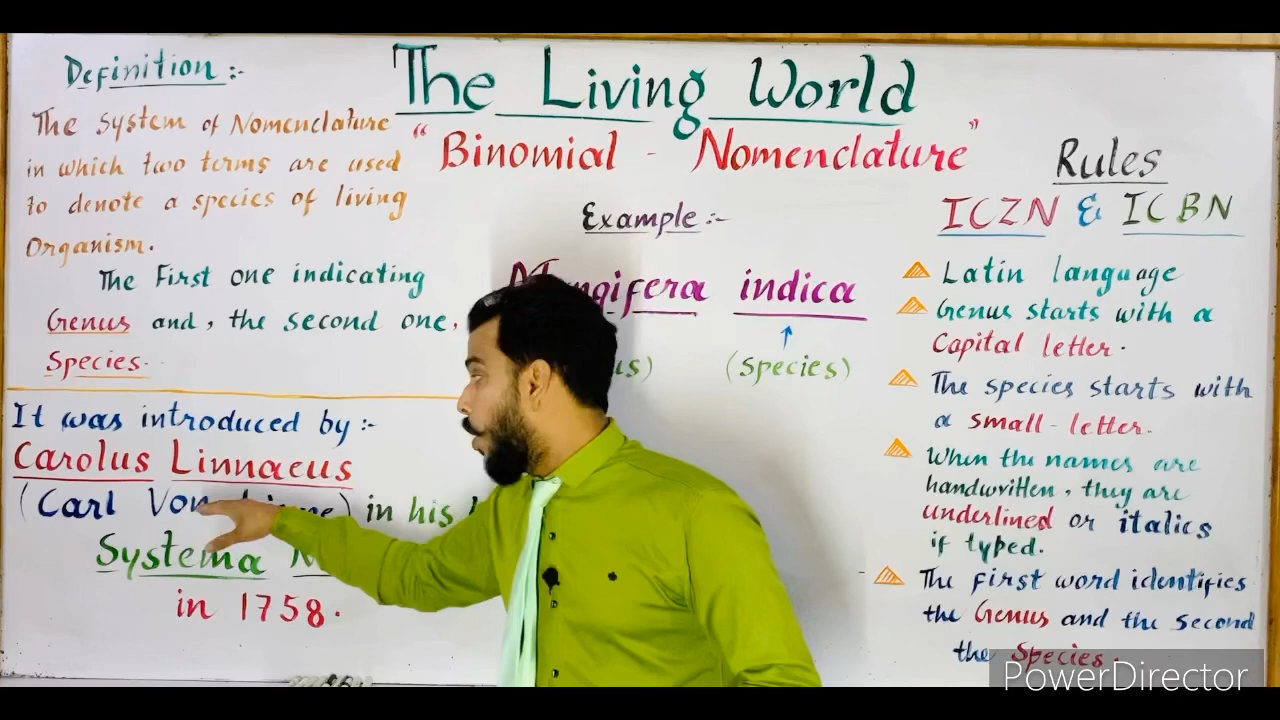 The Living World
"Binomial - Nomenclature"
Definition :-
The System of Nomenclature
in which two terms are used
to denote a species of living
Organism.
The First one indicating
Genus and, the second one,
Species.
It was introduced by :-
Carolus Linnaeus
(Carl Von
in his
Systema
in 1758.
Example :-
indica
(Species)
Rules
ICZN & ICBN
Latin language
Genus starts with a
Capital letter.
The species starts with
a small-letter.
When the names are
handwritten, they are
underlined or italics
if typed.
The first word identifies
the Genus and the second
the Species.
PowerDirector